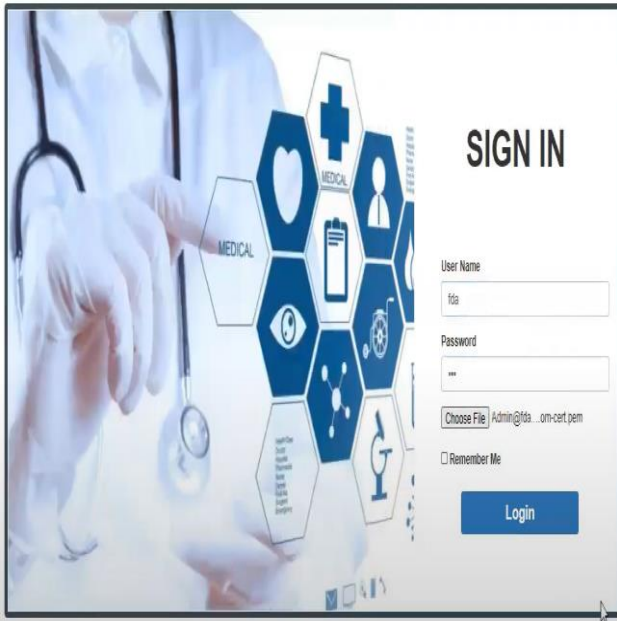 SIGN IN
MEDICAL
MEDICAL
User Name
fda
Password
Choose File Admin@fda....om-cert.pem
Remember Me
Login